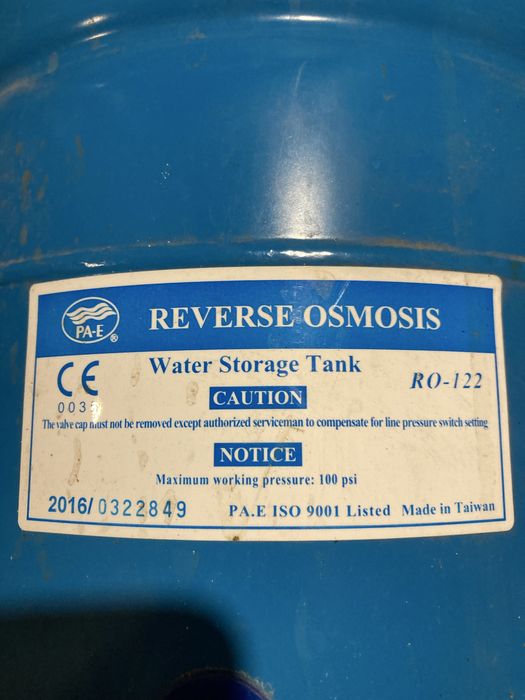 PA-E ®
REVERSE OSMOSIS
Water Storage Tank
RO-122
CE
CAUTION
The valve cap must not be removed except authorized serviceman to compensate for line pressure switch setting
NOTICE
Maximum working pressure: 100 psi
2016/ 0322849
PA.E ISO 9001 Listed Made in Taiwan